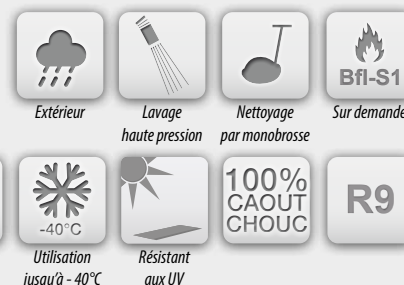 Bfl-S1
Extérieur
Lavage
haute pression
Nettoyage
par monobrosse
Sur demande
-40°C
100%
CAOUT
CHOUC
R9
Utilisation
jusqu'à - 40°C
Résistant
aux UV